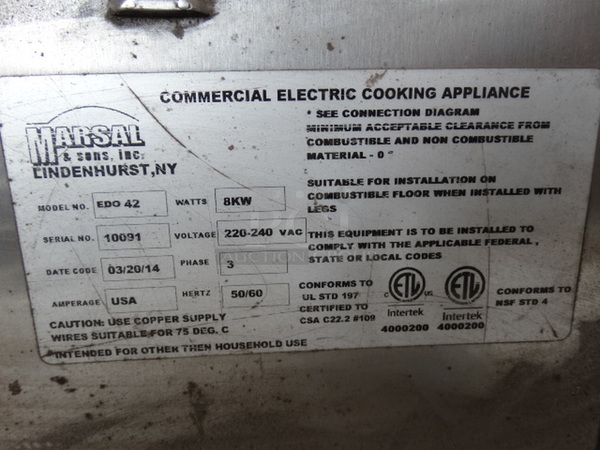 COMMERCIAL ELECTRIC COOKING APPLIANCE
MARSAL
& sons, inc.
LINDENHURST, NY
* SEE CONNECTION DIAGRAM
MINIMUM ACCEPTABLE CLEARANCE FROM
COMBUSTIBLE AND NON COMBUSTIBLE
MATERIAL - 0 "
SUITABLE FOR INSTALLATION ON
COMBUSTIBLE FLOOR WHEN INSTALLED WITH
LEGS
THIS EQUIPMENT IS TO BE INSTALLED TO
COMPLY WITH THE APPLICABLE FEDERAL,
STATE OR LOCAL CODES
MODEL NO. EDO 42 WATTS 8KW
SERIAL NO. 10091 VOLTAGE 220-240 VAC
DATE CODE 03/20/14 PHASE 3
AMPERAGE USA HERTZ 50/60
CAUTION: USE COPPER SUPPLY
WIRES SUITABLE FOR 75 DEG. C
INTENDED FOR OTHER THEN HOUSEHOLD USE
CONFORMS TO
UL STD 197
CERTIFIED TO
CSA C22.2 #109
C ETL US
Intertek
4000200
ETL
Intertek
4000200
CONFORMS TO
NSF STD 4